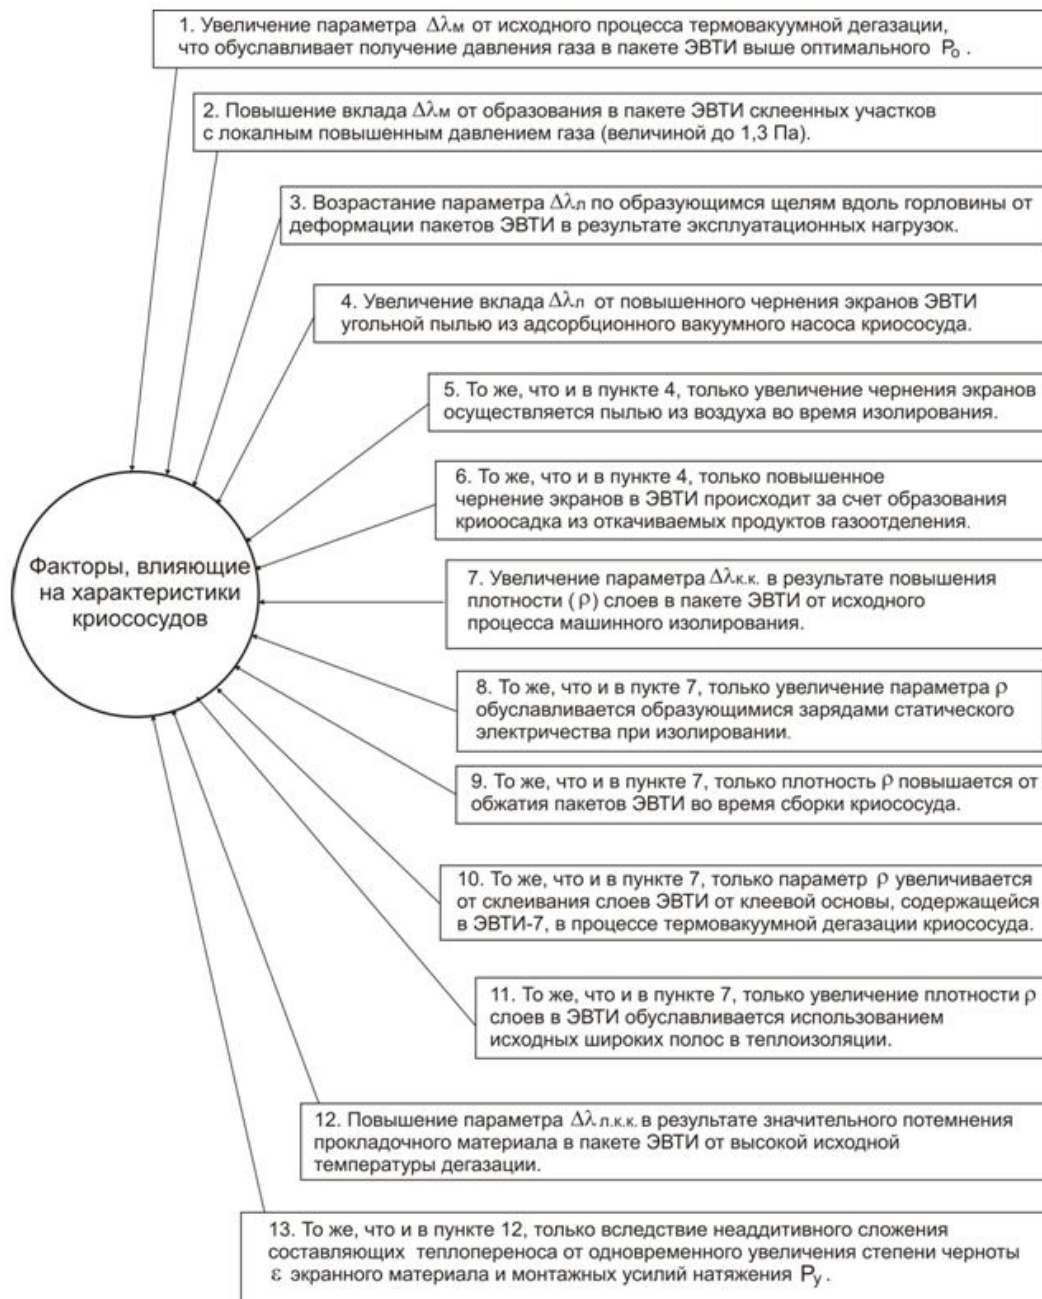 1. Увеличение параметра Δλм от исходного процесса термовакуумной дегазации,
что обуславливает получение давления газа в пакете ЭВТИ выше оптимального Pо .
2. Повышение вклада Δλм от образования в пакете ЭВТИ склеенных участков
с локалным повышенным давлением газа (величиной до 1,3 Па).
3. Возрастание параметра Δλл по образующимся щелям вдоль горловины от
деформации пакетов ЭВТИ в результате эксплуатационных нагрузок.
4. Увеличение вклада Δλл от повышенного чернения экранов ЭВТИ
угольной пылью из адсорбционного вакуумного насоса криососуда.
5. То же, что и в пункте 4, только увеличение чернения экранов
осуществляется пылью из воздуха во время изолирования.
6. То же, что и в пункте 4, только повышенное
чернение экранов в ЭВТИ происходит за счет образования
криоосадка из откачиваемых продуктов газоотделения.
Факторы, влияющие
на характеристики
криососудов
7. Увеличение параметра Δλк.к. в результате повышения
плотности (ρ) слоев в пакете ЭВТИ от исходного
процесса машинного изолирования.
8. То же, что и в пукте 7, только увеличение параметра ρ
обуславливается образующимися зарядами статического
электричества при изолировании.
9. То же, что и в пункте 7, только плотность ρ повышается от
обжатия пакетов ЭВТИ во время сборки криососуда.
10. То же, что и в пункте 7, только параметр ρ увеличивается
от склеивания слоев ЭВТИ от клеевой основы, содержащейся
в ЭВТИ-7, в процессе термовакуумной дегазации криососуда.
11. То же, что и в пункте 7, только увеличение плотности ρ
слоев в ЭВТИ обуславливается использованием
исходных широких полос в теплоизоляции.
12. Повышение параметра Δλл.к.к. в результате значительного потемнения
прокладочного материала в пакете ЭВТИ от высокой исходной
температуры дегазации.
13. То же, что и в пункте 12, только вследствие неаддитивного сложения
составляющих теплопереноса от одновременного увеличения степени черноты
ε экранного материала и монтажных усилий натяжения Pу .